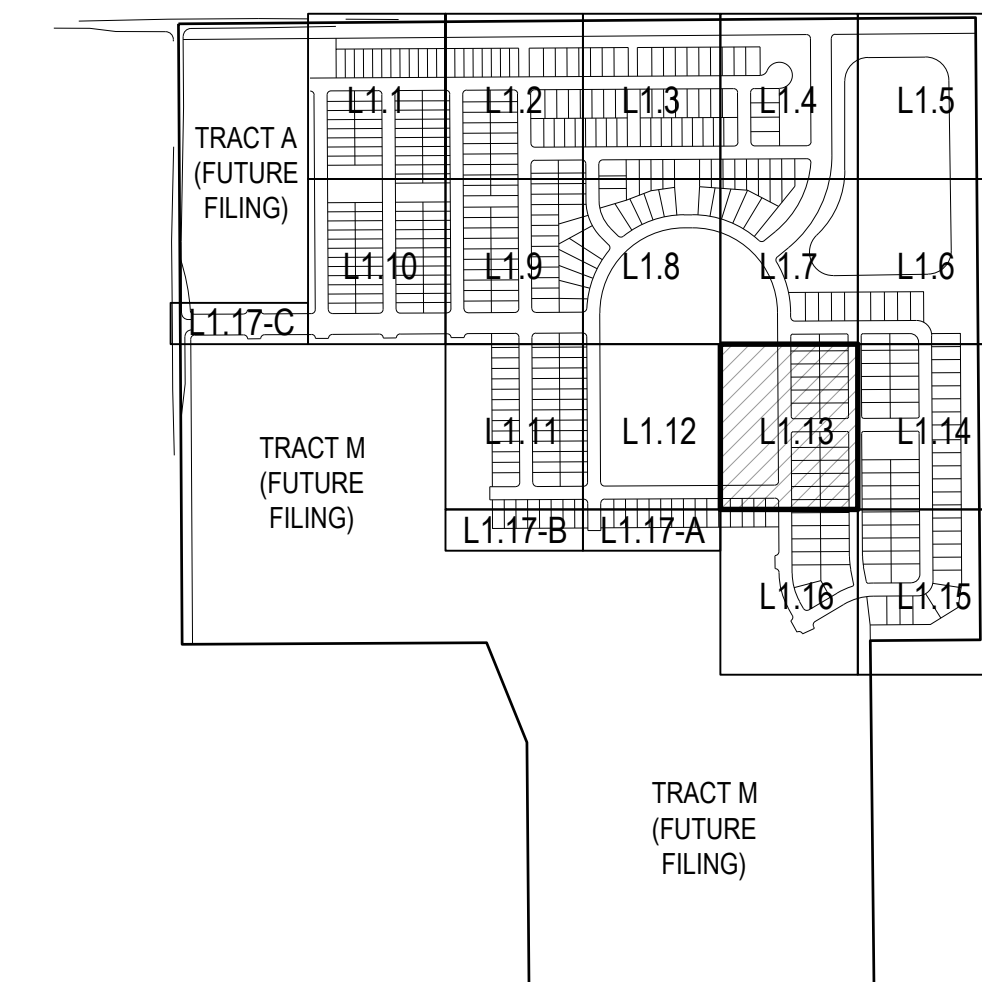 L1.1
L1.2
L1.3
L1.4
L1.5
TRACT A
(FUTURE
FILING)
L1.10
L1.9
L1.8
L1.7
L1.6
L1.17-C
TRACT M
(FUTURE
FILING)
L1.11
L1.12
L1.13
L1.14
L1.17-B
L1.17-A
L1.16
L1.15
TRACT M
(FUTURE
FILING)